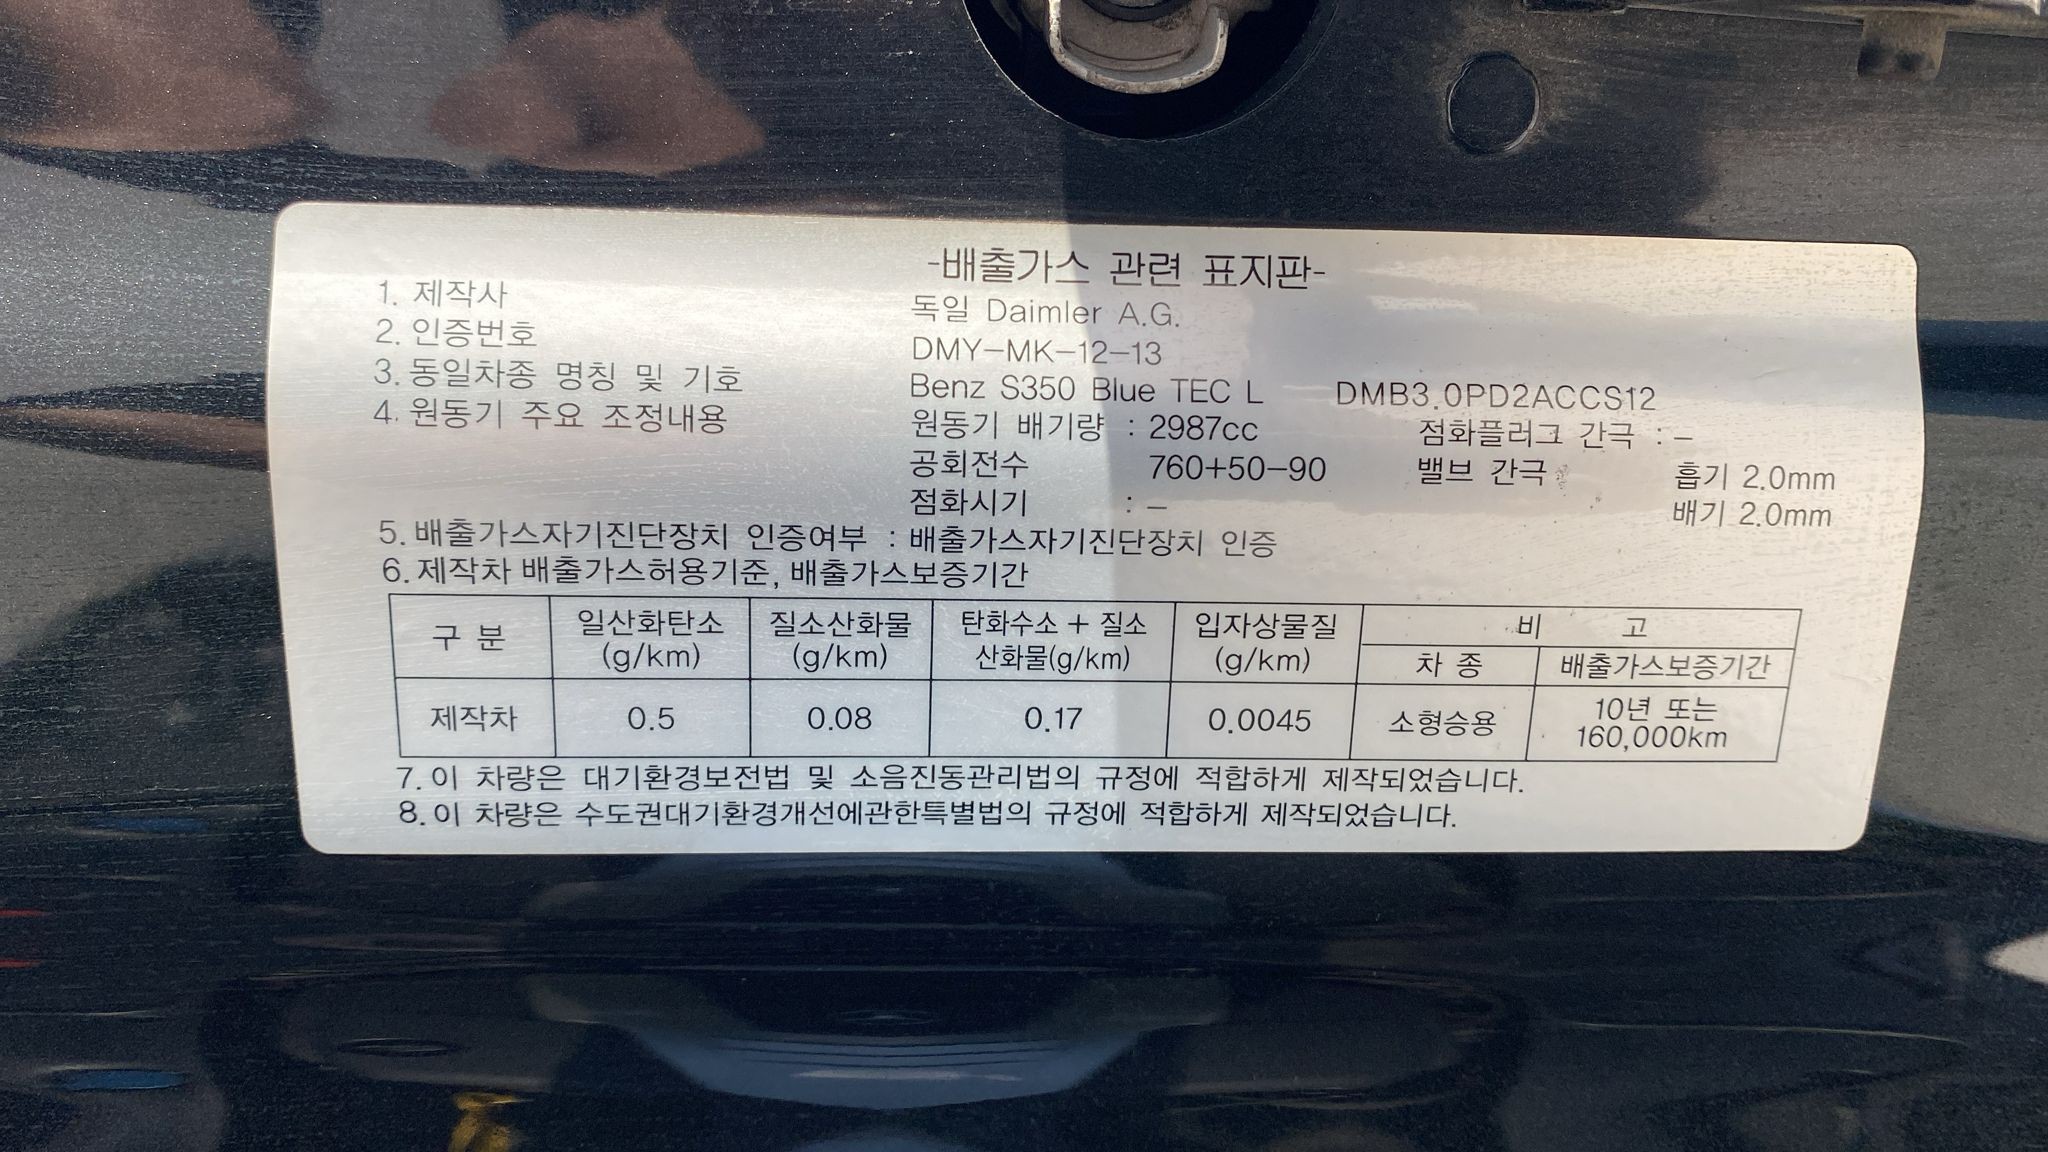 -배출가스 관련 표지판-
1. 제작사 독일 Daimler A.G.
2. 인증번호 DMY-MK-12-13
3. 동일차종 명칭 및 기호 Benz S350 Blue TEC L DMB3.0PD2ACCS12
4. 원동기 주요 조정내용 원동기 배기량 : 2987cc 점화플러그 간극 : -
공회전수 760+50-90 밸브 간극 흡기 2.0mm
점화시기 : - 배기 2.0mm
5. 배출가스자기진단장치 인증여부 : 배출가스자기진단장치 인증
6. 제작차 배출가스허용기준, 배출가스보증기간
구 분 일산화탄소 (g/km) 질소산화물 (g/km) 탄화수소 + 질소 산화물(g/km) 입자상물질 (g/km) 비 고
차 종 배출가스보증기간
제작차 0.5 0.08 0.17 0.0045 소형승용 10년 또는 160,000km
7. 이 차량은 대기환경보전법 및 소음진동관리법의 규정에 적합하게 제작되었습니다.
8. 이 차량은 수도권대기환경개선에관한특별법의 규정에 적합하게 제작되었습니다.